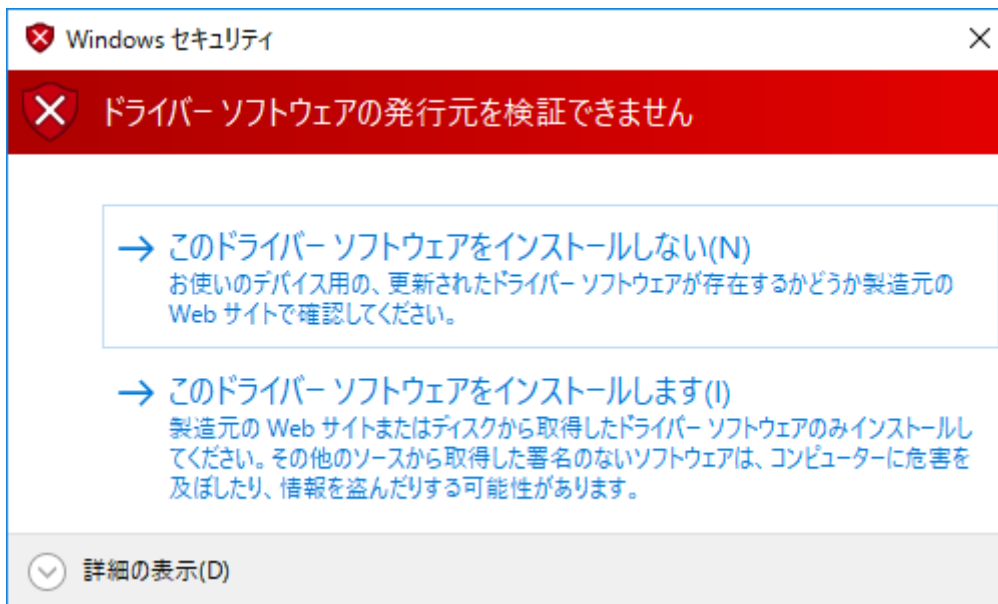 Windows セキュリティ
ドライバー ソフトウェアの発行元を検証できません
このドライバー ソフトウェアをインストールしない(N)
お使いのデバイス用の、更新されたドライバー ソフトウェアが存在するかどうか製造元の
Web サイトで確認してください。
このドライバー ソフトウェアをインストールします(I)
製造元の Web サイトまたはディスクから取得したドライバー ソフトウェアのみインストールし
てください。その他のソースから取得した署名のないソフトウェアは、コンピューターに危害を
及ぼしたり、情報を盗んだりする可能性があります。
詳細の表示(D)